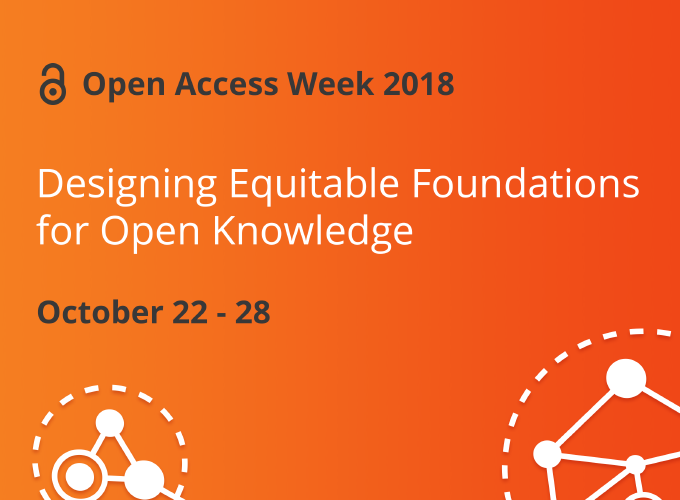 Open Access Week 2018
Designing Equitable Foundations
for Open Knowledge
October 22 - 28